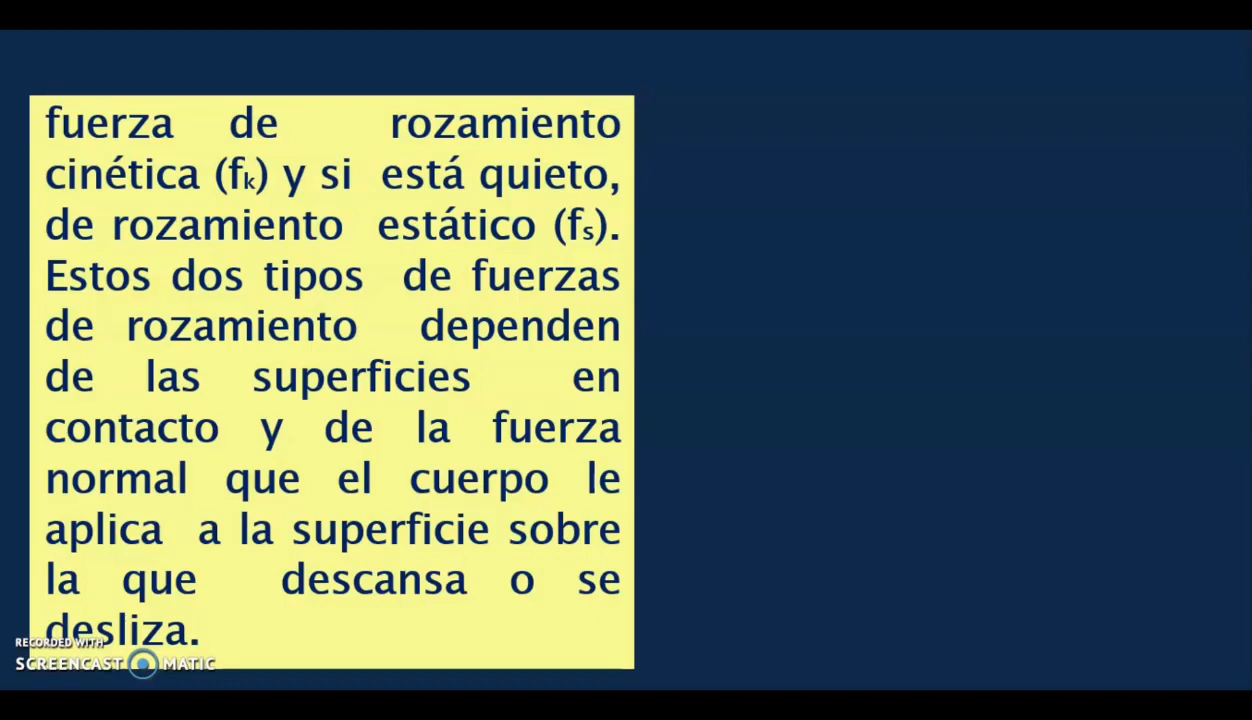 fuerza de rozamiento
cinética (fk) y si está quieto,
de rozamiento estático (fs).
Estos dos tipos de fuerzas
de rozamiento dependen
de las superficies en
contacto y de la fuerza
normal que el cuerpo le
aplica a la superficie sobre
la que descansa o se
desliza.
RECORDED WITH
SCREENCAST MATIC